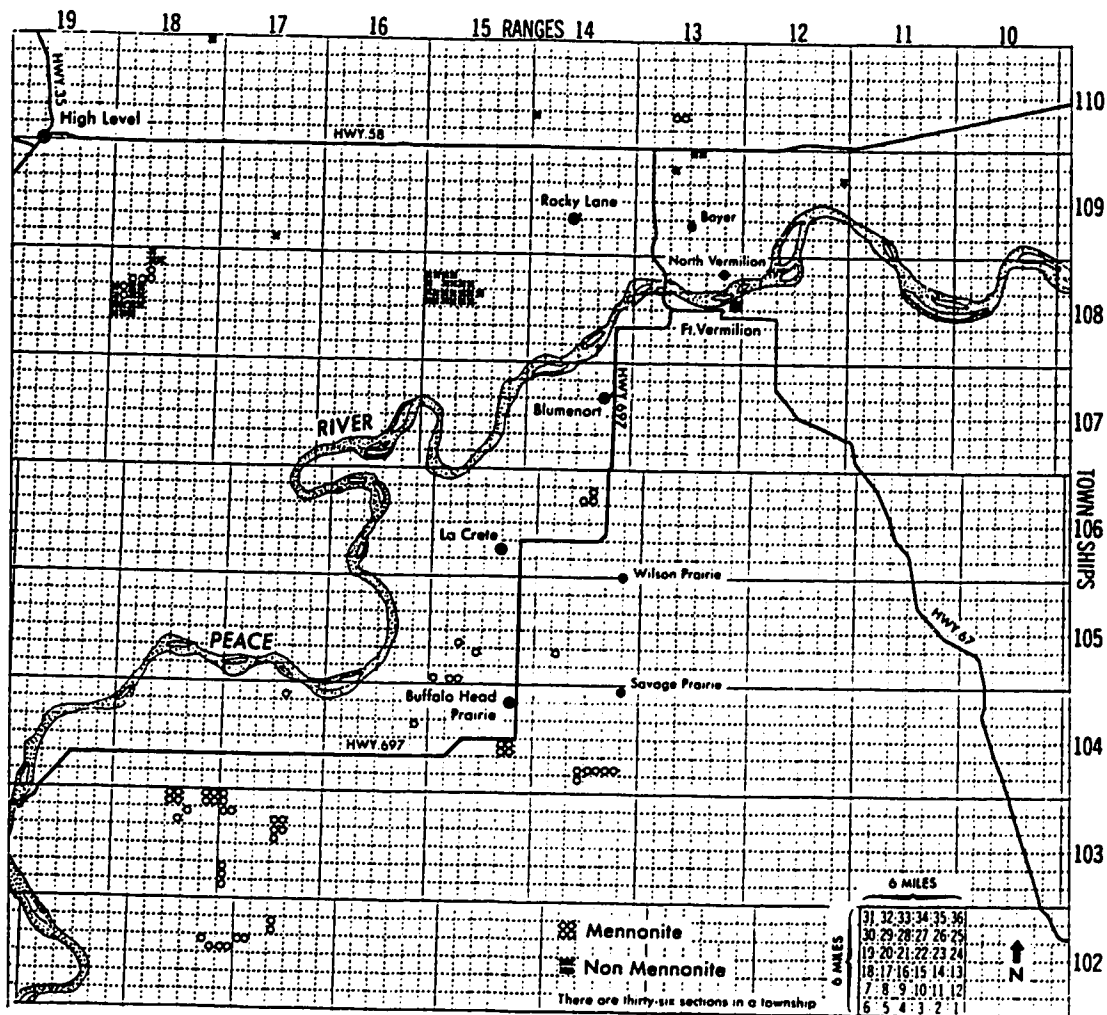 19 18 17 16 15 RANGES 14 13 12 11 10
HWY.35
High Level
HWY.58
110
Rocky Lane
Boyer
109
North Vermilion
Ft. Vermilion
108
HWY.697
Blumenort
RIVER
107
TOWNSHIPS
106
La Crete
Wilson Prairie
HWY.67
PEACE
105
Savage Prairie
Buffalo Head
Prairie
HWY.697
104
103
6 MILES
6 MILES
31 32 33 34 35 36
30 29 28 27 26 25
19 20 21 22 23 24
18 17 16 15 14 13
7 8 9 10 11 12
6 5 4 3 2 1
N
102
Mennonite
Non Mennonite
There are thirty-six sections in a township